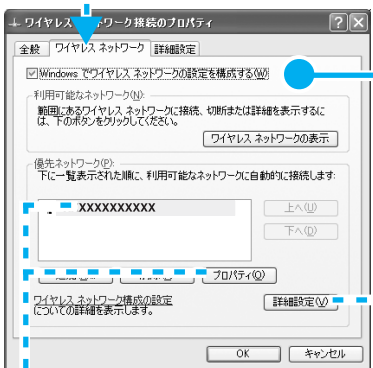 ワイヤレス ネットワーク接続のプロパティ
全般 ワイヤレス ネットワーク 詳細設定
Windows でワイヤレス ネットワークの設定を構成する(W)
利用可能なネットワーク(N):
範囲にあるワイヤレス ネットワークに接続、切断または詳細を表示するに
は、下のボタンをクリックしてください。
ワイヤレス ネットワークの表示
優先ネットワーク(P):
下に一覧表示された順に、利用可能なネットワークに自動的に接続します:
XXXXXXXXXX
上へ(U)
下へ(D)
プロパティ(O)
ワイヤレス ネットワーク構成の設定
についての詳細を表示します。
詳細設定(V)
OK キャンセル